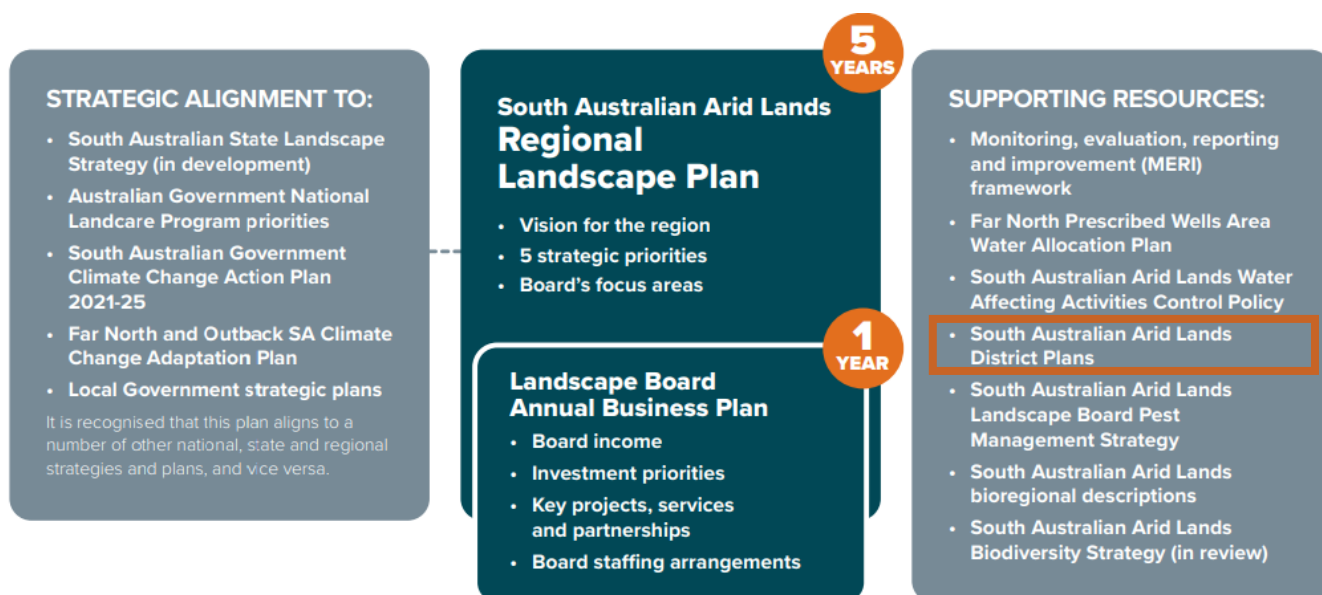 STRATEGIC ALIGNMENT TO:
• South Australian State Landscape
Strategy (in development)
• Australian Government National
Landcare Program priorities
• South Australian Government
Climate Change Action Plan
2021-25
• Far North and Outback SA Climate
Change Adaptation Plan
• Local Government strategic plans
It is recognised that this plan aligns to a
number of other national, state and regional
strategies and plans, and vice versa.
5
YEARS
South Australian Arid Lands
Regional
Landscape Plan
• Vision for the region
• 5 strategic priorities
• Board's focus areas
1
YEAR
Landscape Board
Annual Business Plan
• Board income
• Investment priorities
• Key projects, services
and partnerships
• Board staffing arrangements
SUPPORTING RESOURCES:
• Monitoring, evaluation, reporting
and improvement (MERI)
framework
• Far North Prescribed Wells Area
Water Allocation Plan
• South Australian Arid Lands Water
Affecting Activities Control Policy
• South Australian Arid Lands
District Plans
• South Australian Arid Lands
Landscape Board Pest
Management Strategy
• South Australian Arid Lands
bioregional descriptions
• South Australian Arid Lands
Biodiversity Strategy (in review)